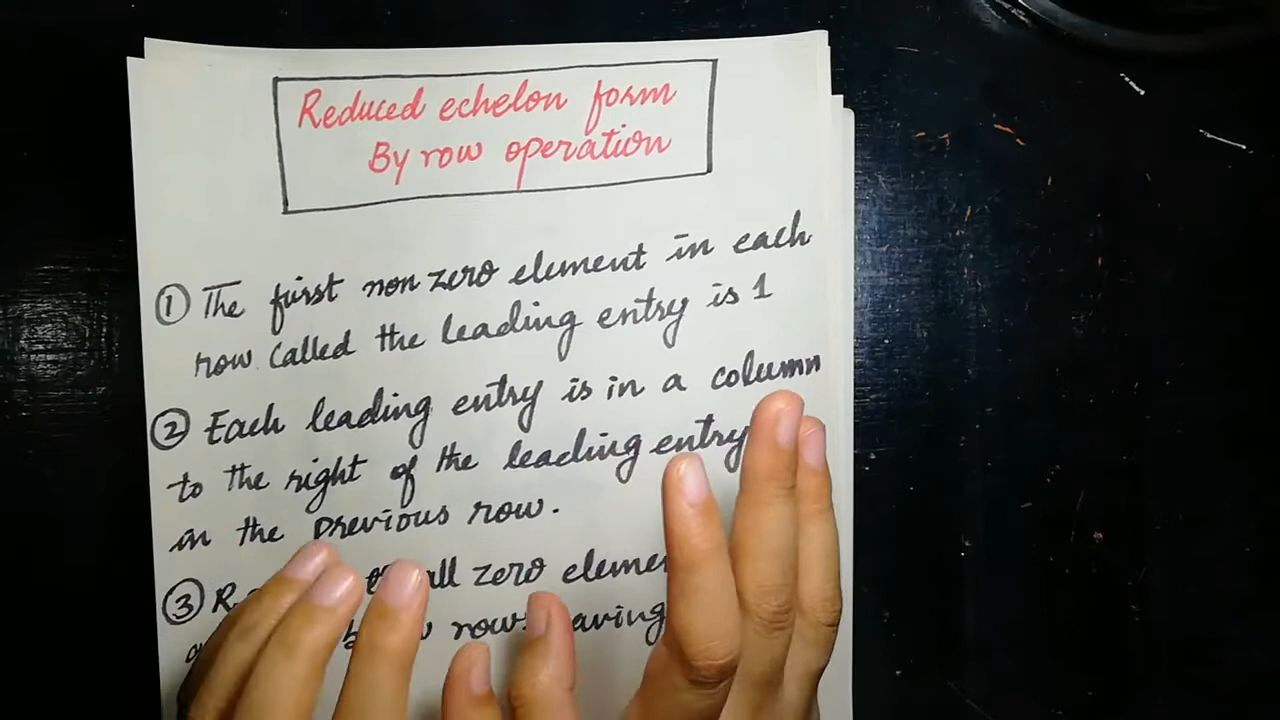 Reduced echelon form
By row operation
① The first non zero element in each
row called the leading entry is 1
② Each leading entry is in a column
to the right of the leading entry
in the previous row.
③ all zero
row